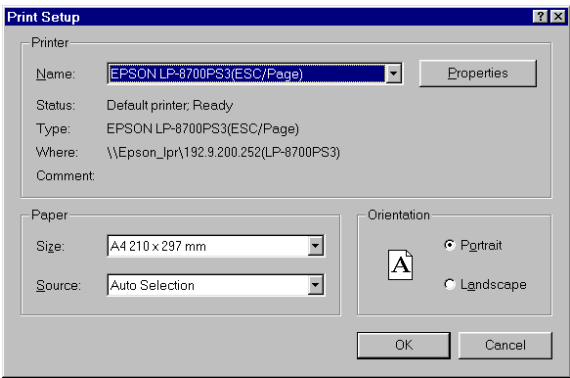 Print Setup
Printer
Name: EPSON LP-8700PS3(ESC/Page) Properties
Status: Default printer; Ready
Type: EPSON LP-8700PS3(ESC/Page)
Where: \\Epson_lpr\192.9.200.252(LP-8700PS3)
Comment:
Paper
Size: A4 210 x 297 mm
Source: Auto Selection
Orientation
A
Portrait
Landscape
OK Cancel